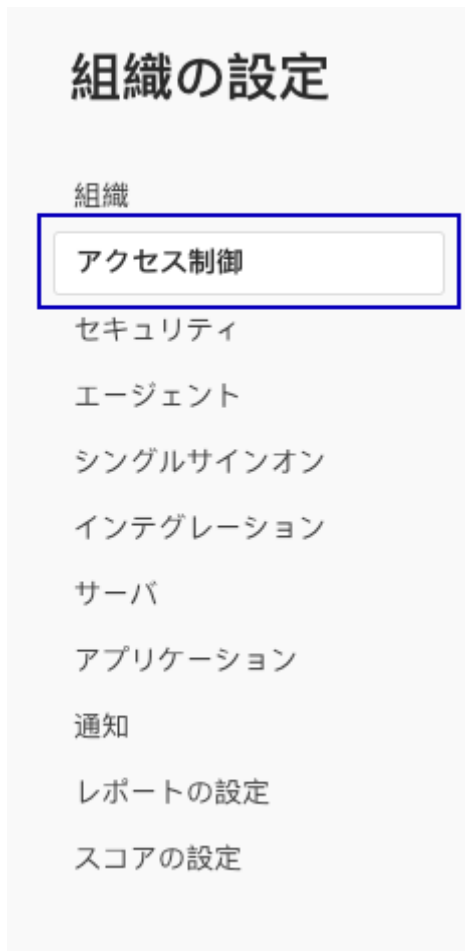 組織の設定
組織
アクセス制御
セキュリティ
エージェント
シングルサインオン
インテグレーション
サーバ
アプリケーション
通知
レポートの設定
スコアの設定